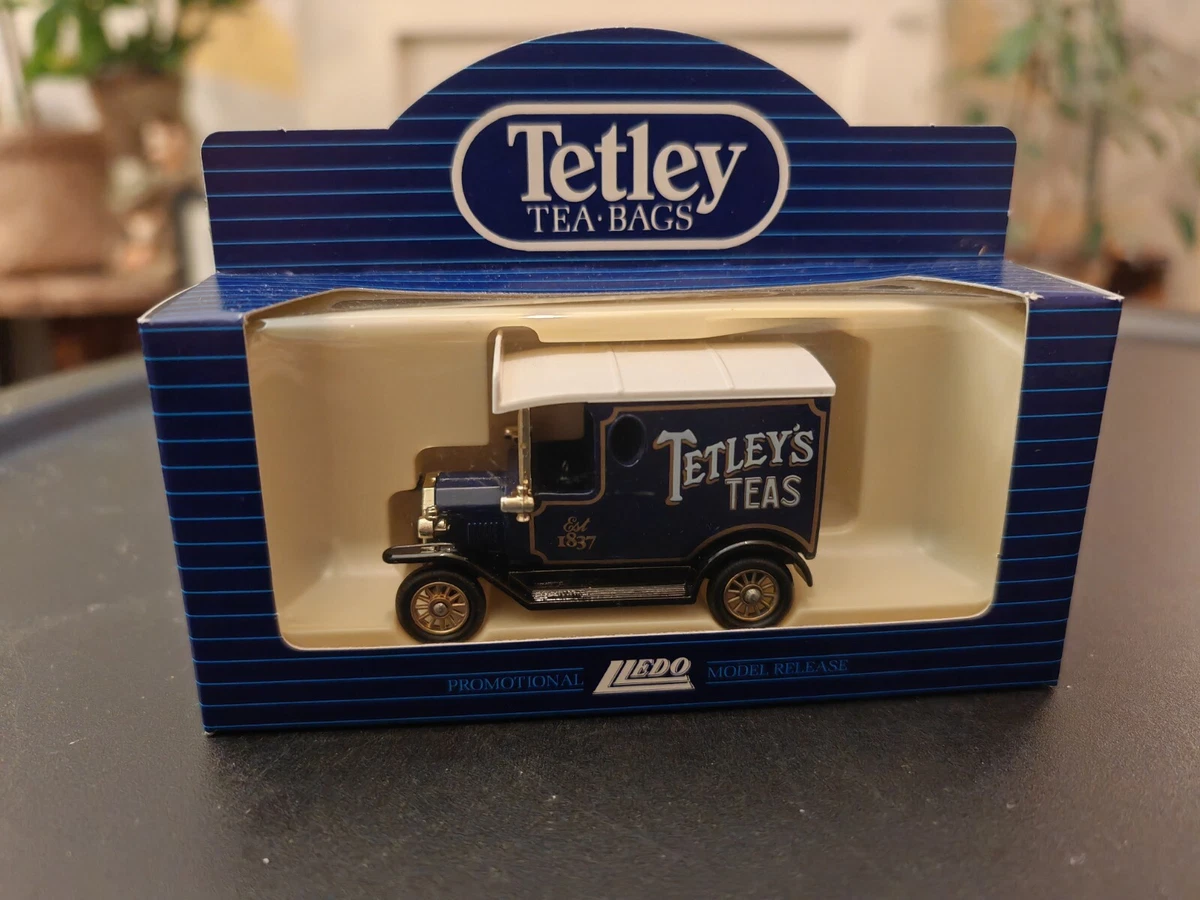 Tetley
TEA·BAGS
TETLEY'S
TEAS
Est
1837
PROMOTIONAL LLEDO MODEL RELEASE